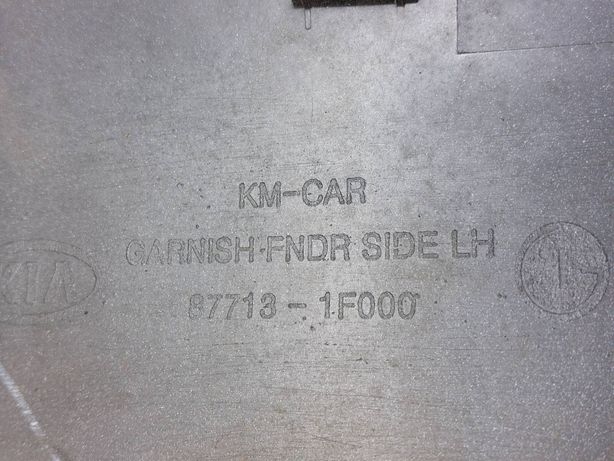 KM-CAR
GARNISH-FNDR SIDE LH
KIA
87713-1F000